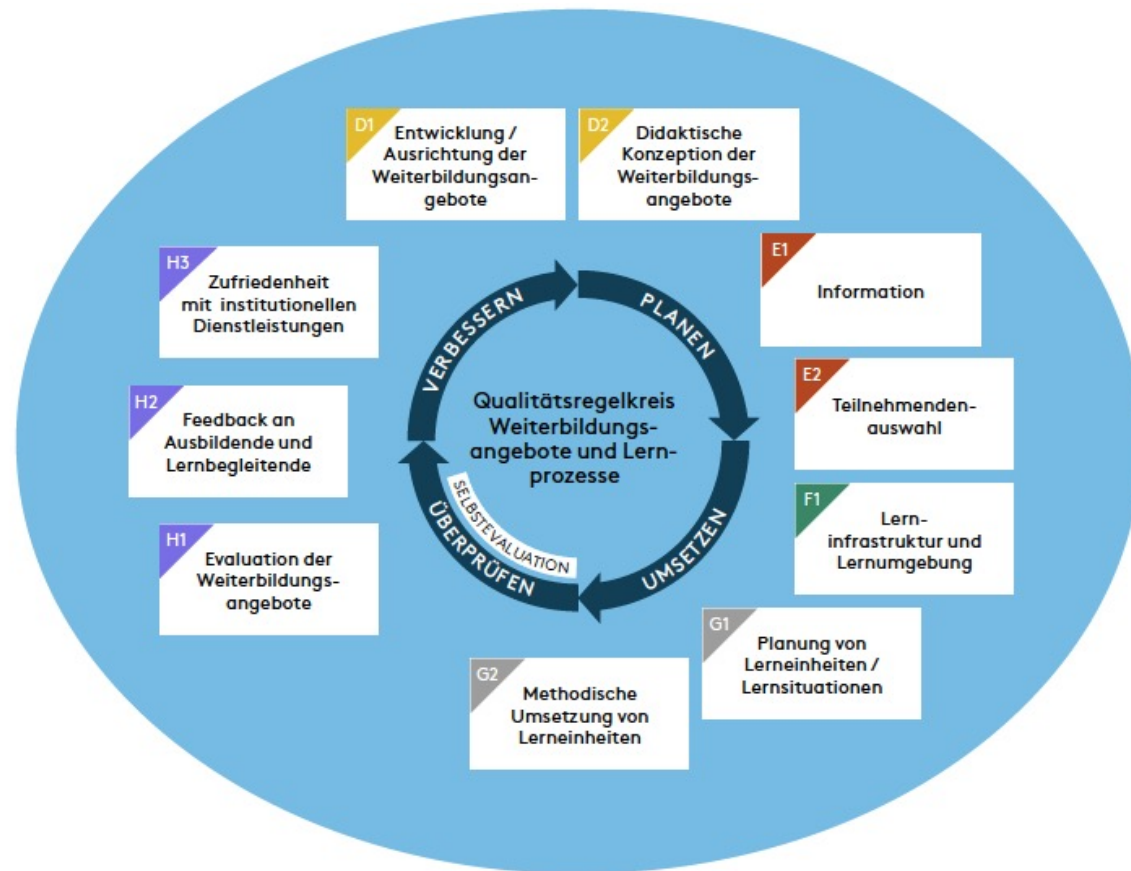 D1
Entwicklung /
Ausrichtung der
Weiterbildungsan-
gebote
D2
Didaktische
Konzeption der
Weiterbildungs-
angebote
E1
Information
E2
Teilnehmenden-
auswahl
F1
Lern-
infrastruktur und
Lernumgebung
G1
Planung von
Lerneinheiten /
Lernsituationen
G2
Methodische
Umsetzung von
Lerneinheiten
H1
Evaluation der
Weiterbildungs-
angebote
H2
Feedback an
Ausbildende und
Lernbegleitende
H3
Zufriedenheit
mit institutionellen
Dienstleistungen
PLANEN
UMSETZEN
ÜBERPRÜFEN
SELBSTEVALUATION
VERBESSERN
Qualitätsregelkreis
Weiterbildungs-
angebote und Lern-
prozesse